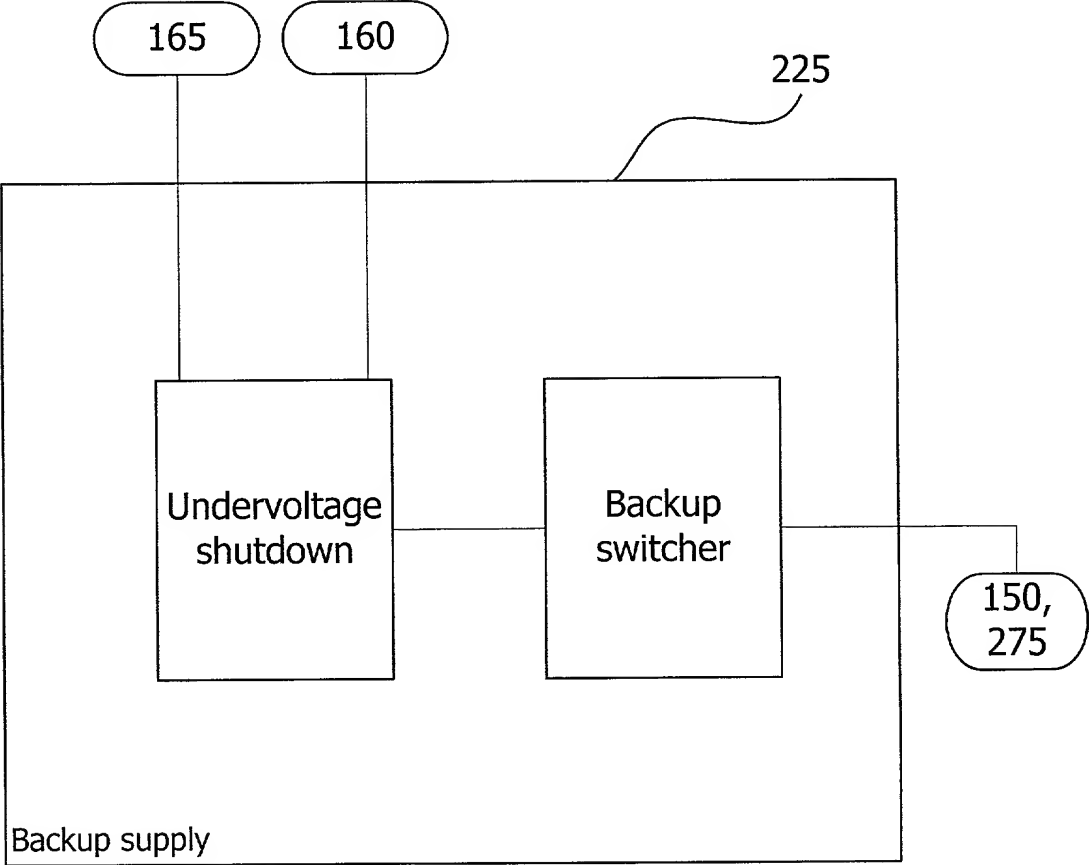 165
160
225
Undervoltage
shutdown
Backup
switcher
150,
275
Backup supply